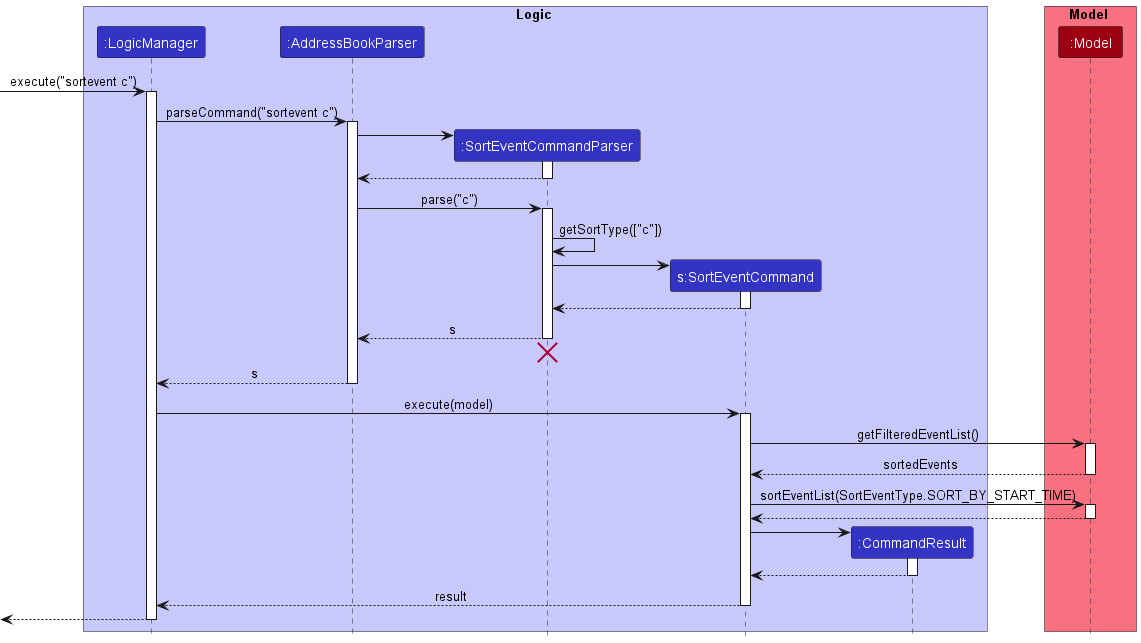 Logic
Model
:LogicManager
:AddressBookParser
:Model
execute("sortevent c")
parseCommand("sortevent c")
:SortEventCommandParser
parse("c")
getSortType(["c"])
s:SortEventCommand
s
s
execute(model)
getFilteredEventList()
sortedEvents
sortEventList(SortEventType.SORT_BY_START_TIME)
:CommandResult
result